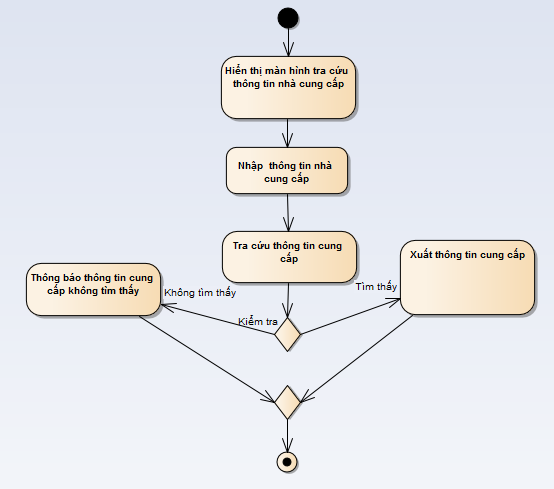 Hiển thị màn hình tra cứu
thông tin nhà cung cấp
Nhập thông tin nhà
cung cấp
Tra cứu thông tin cung
cấp
Xuất thông tin cung cấp
Thông báo thông tin cung
cấp không tìm thấy
Không tìm thấy
Tìm thấy
Kiểm tra